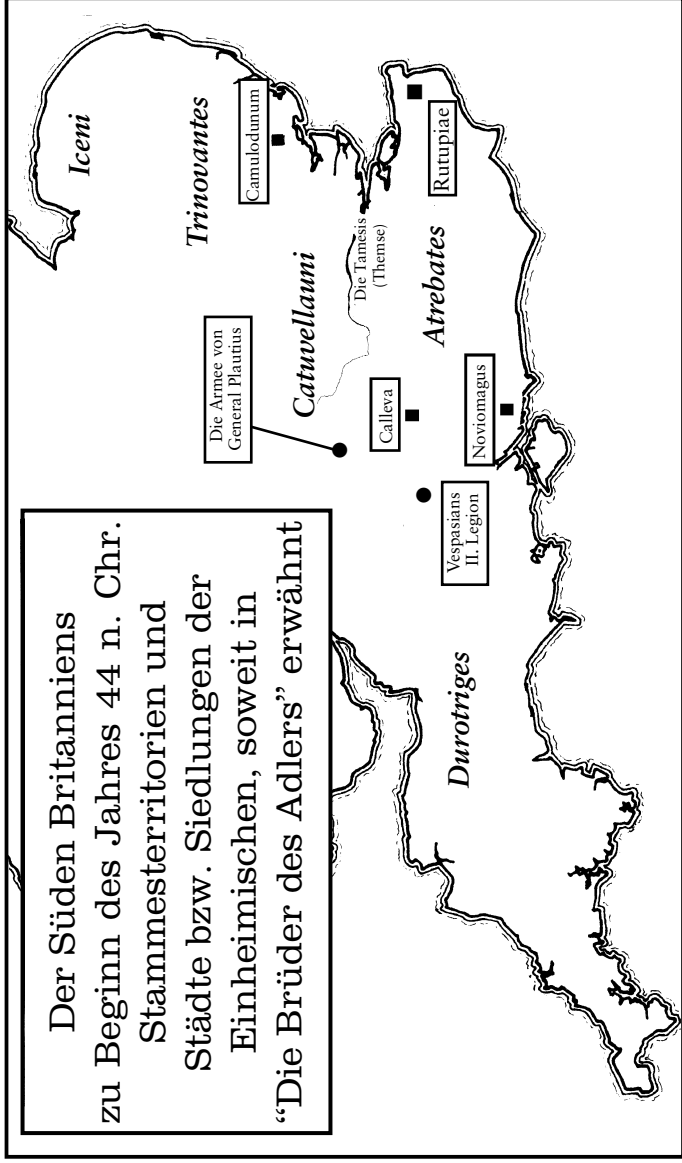 Der Süden Britanniens
zu Beginn des Jahres 44 n. Chr.
Stammesterritorien und
Städte bzw. Siedlungen der
Einheimischen, soweit in
“Die Brüder des Adlers” erwähnt
Iceni
Trinovantes
Camulodunum
Die Armee von
General Plautius
Catuvellauni
Die Tamesis
(Themse)
Rutupiae
Atrebates
Calleva
Noviomagus
Vespasians
II. Legion
Durotriges